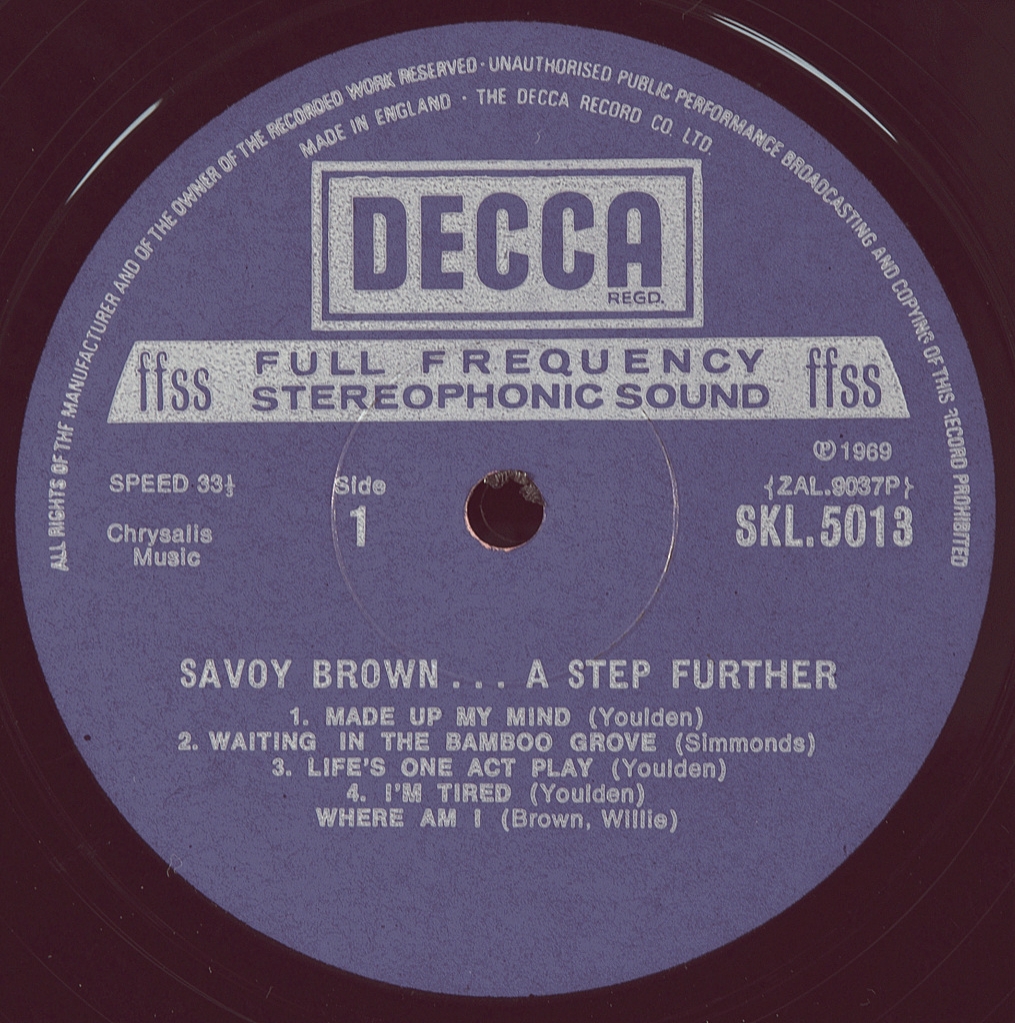 ALL RIGHTS OF THE MANUFACTURER AND OF THE OWNER OF THE RECORDED WORK RESERVED · UNAUTHORISED PUBLIC PERFORMANCE BROADCASTING AND COPYING OF THIS RECORD PROHIBITED
MADE IN ENGLAND · THE DECCA RECORD CO. LTD.
DECCA
REGD.
ffss FULL FREQUENCY ffss
STEREOPHONIC SOUND
℗ 1969
SPEED 33⅓ Side {ZAL.9037P}
1 SKL.5013
Chrysalis
Music
SAVOY BROWN... A STEP FURTHER
1. MADE UP MY MIND (Youlden)
2. WAITING IN THE BAMBOO GROVE (Simmonds)
3. LIFE'S ONE ACT PLAY (Youlden)
4. I'M TIRED (Youlden)
WHERE AM I (Brown, Willie)